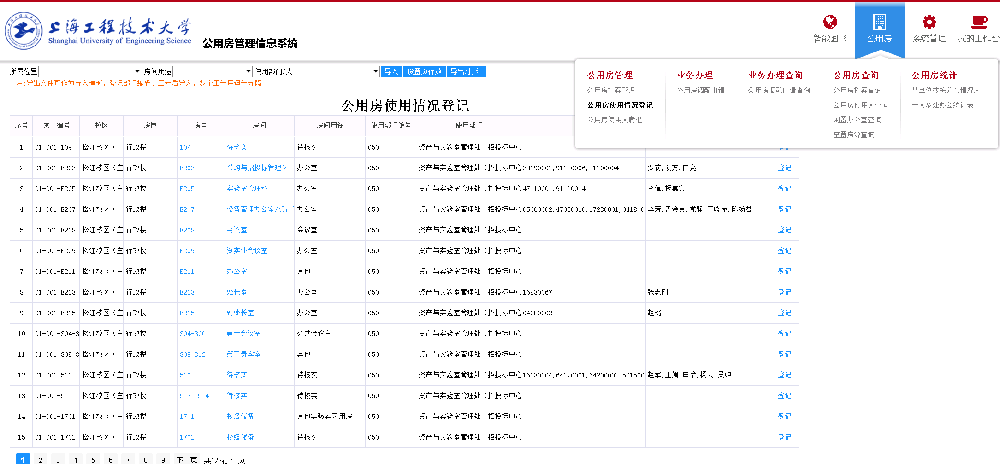 上海工程技术大学
Shanghai University of Engineering Science
公用房管理信息系统
智能图形 公用房 系统管理 我的工作台
所属位置 房间用途 使用部门/人 导入 设置页行数 导出/打印
注:导出文件可作为导入模板，登记部门编码、工号后导入，多个工号用逗号分隔
公用房管理 业务办理 业务办理查询 公用房查询 公用房统计
公用房档案管理 公用房调配申请 公用房调配申请查询 公用房档案查询 某单位楼栋分布情况表
公用房使用情况登记 公用房使用人查询 一人多处办公统计表
公用房使用人腾退 闲置办公室查询
空置房源查询
公用房使用情况登记
序号 统一编号 校区 房屋 房号 房间 房间用途 使用部门编号 使用部门
1 01-001-109 松江校区（主 行政楼 109 待核实 待核实 050 资产与实验室管理处（招投标中心 登记
2 01-001-B203 松江校区（主 行政楼 B203 采购与招投标管理科 办公室 050 资产与实验室管理处（招投标中心 38190001,91180006,21100004 贺莉,阮方,白亮 登记
3 01-001-B205 松江校区（主 行政楼 B205 实验室管理科 办公室 050 资产与实验室管理处（招投标中心 47110001,91160014 李侃,杨嘉寅 登记
4 01-001-B207 松江校区（主 行政楼 B207 设备管理办公室/资产 办公室 050 资产与实验室管理处（招投标中心 05060002,47050010,17230001,041800 李芳,孟金良,党静,王晓苑,陈扬君 登记
5 01-001-B208 松江校区（主 行政楼 B208 会议室 会议室 050 资产与实验室管理处（招投标中心 登记
6 01-001-B209 松江校区（主 行政楼 B209 资实处会议室 办公室 050 资产与实验室管理处（招投标中心 登记
7 01-001-B211 松江校区（主 行政楼 B211 办公室 其他 050 资产与实验室管理处（招投标中心 登记
8 01-001-B213 松江校区（主 行政楼 B213 处长室 办公室 050 资产与实验室管理处（招投标中心 16830067 张志刚 登记
9 01-001-B215 松江校区（主 行政楼 B215 副处长室 办公室 050 资产与实验室管理处（招投标中心 04080002 赵桃 登记
10 01-001-304-3 松江校区（主 行政楼 304-306 第十会议室 公共会议室 050 资产与实验室管理处（招投标中心 登记
11 01-001-308-3 松江校区（主 行政楼 308-312 第三贵宾室 其他 050 资产与实验室管理处（招投标中心 登记
12 01-001-510 松江校区（主 行政楼 510 待核实 待核实 050 资产与实验室管理处（招投标中心 16130004,64170001,64200002,501500 赵军,王娟,申怡,杨云,吴婵 登记
13 01-001-512－ 松江校区（主 行政楼 512－514 待核实 待核实 050 资产与实验室管理处（招投标中心 登记
14 01-001-1701 松江校区（主 行政楼 1701 校级储备 其他实验实习用房 050 资产与实验室管理处（招投标中心 登记
15 01-001-1702 松江校区（主 行政楼 1702 校级储备 待核实 050 资产与实验室管理处（招投标中心 登记
1 2 3 4 5 6 7 8 9 下一页 共122行/9页